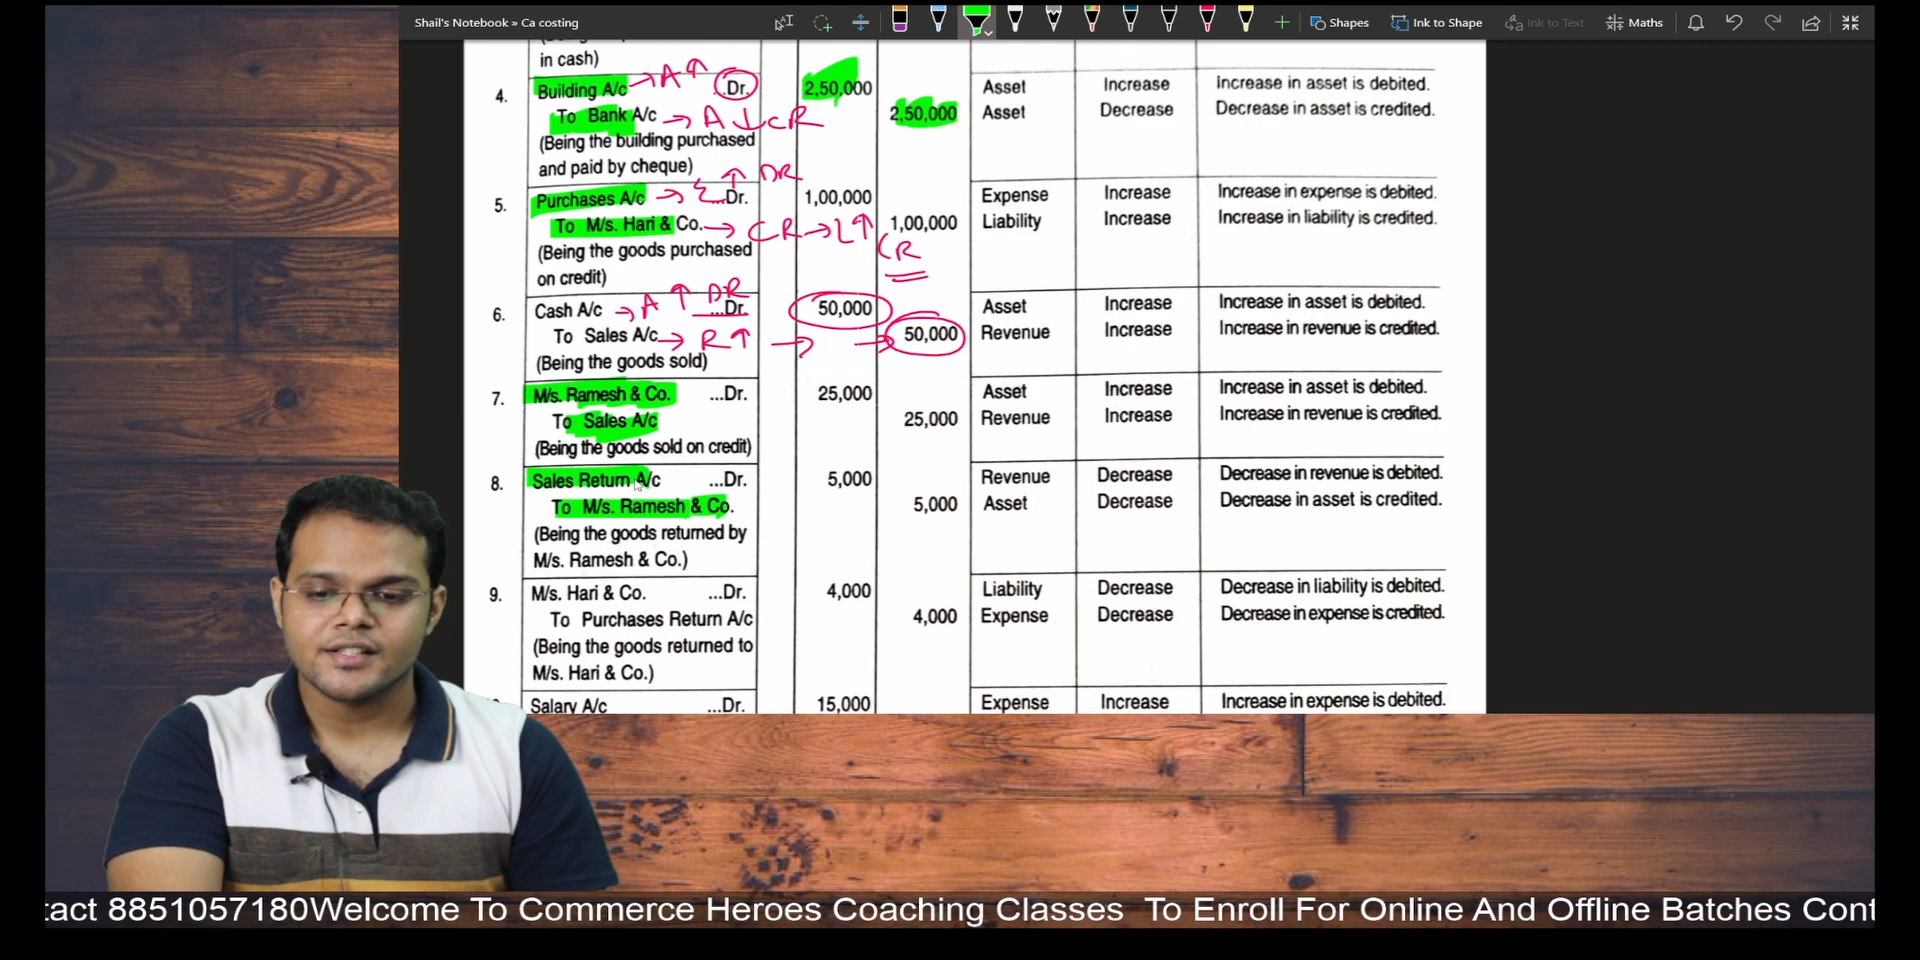 Shail's Notebook » Ca costing
Shapes Ink to Shape Ink to Text Maths
in cash)
4. Building A/c → A ↑ ...Dr. 2,50,000 Asset Increase Increase in asset is debited.
To Bank A/c → A ↓ CR 2,50,000 Asset Decrease Decrease in asset is credited.
(Being the building purchased
and paid by cheque)
5. Purchases A/c → E ↑ DR ...Dr. 1,00,000 Expense Increase Increase in expense is debited.
To M/s. Hari & Co. → CR → L ↑ CR 1,00,000 Liability Increase Increase in liability is credited.
(Being the goods purchased
on credit)
6. Cash A/c → A ↑ DR ...Dr. 50,000 Asset Increase Increase in asset is debited.
To Sales A/c → R ↑ → → 50,000 Revenue Increase Increase in revenue is credited.
(Being the goods sold)
7. M/s. Ramesh & Co. ...Dr. 25,000 Asset Increase Increase in asset is debited.
To Sales A/c 25,000 Revenue Increase Increase in revenue is credited.
(Being the goods sold on credit)
8. Sales Return A/c ...Dr. 5,000 Revenue Decrease Decrease in revenue is debited.
To M/s. Ramesh & Co. 5,000 Asset Decrease Decrease in asset is credited.
(Being the goods returned by
M/s. Ramesh & Co.)
9. M/s. Hari & Co. ...Dr. 4,000 Liability Decrease Decrease in liability is debited.
To Purchases Return A/c 4,000 Expense Decrease Decrease in expense is credited.
(Being the goods returned to
M/s. Hari & Co.)
Salary A/c ...Dr. 15,000 Expense Increase Increase in expense is debited.
tact 8851057180Welcome To Commerce Heroes Coaching Classes To Enroll For Online And Offline Batches Cont